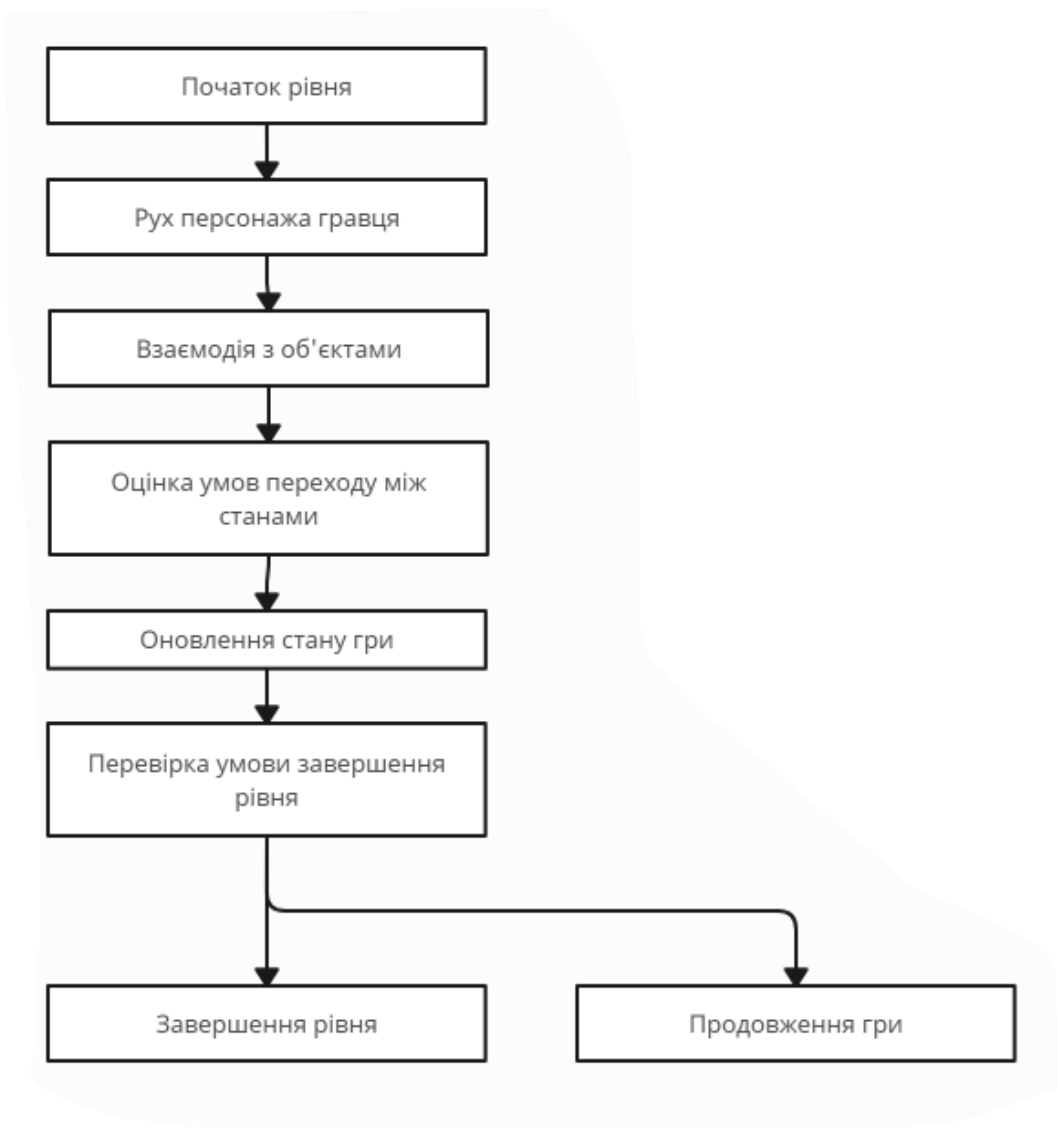 Початок рівня
Рух персонажа гравця
Взаємодія з об'єктами
Оцінка умов переходу між
станами
Оновлення стану гри
Перевірка умови завершення
рівня
Завершення рівня
Продовження гри